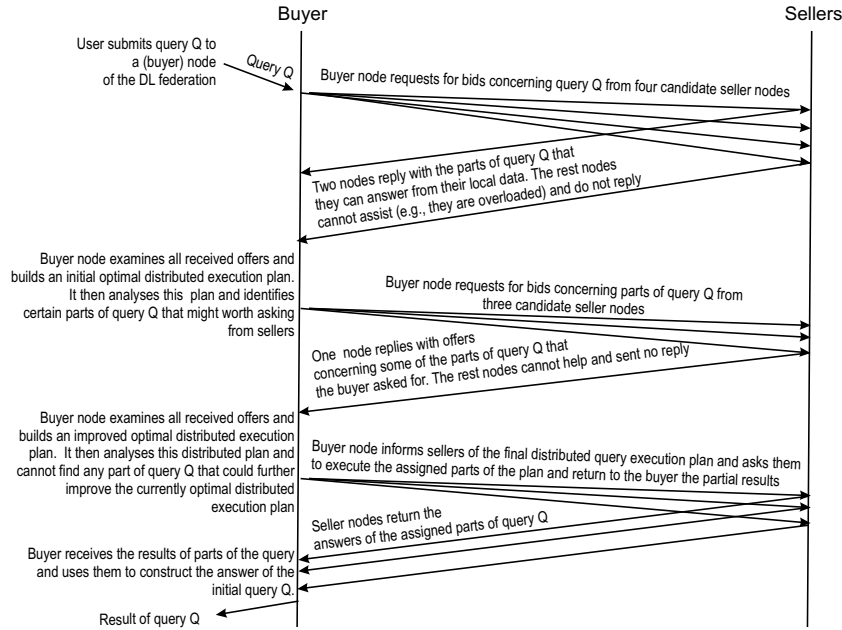 Buyer
Sellers
User submits query Q to
a (buyer) node
of the DL federation
Query Q
Buyer node requests for bids concerning query Q from four candidate seller nodes
Two nodes reply with the parts of query Q that
they can answer from their local data. The rest nodes
cannot assist (e.g., they are overloaded) and do not reply
Buyer node examines all received offers and
builds an initial optimal distributed execution plan.
It then analyses this plan and identifies
certain parts of query Q that might worth asking
from sellers
Buyer node requests for bids concerning parts of query Q from
three candidate seller nodes
One node replies with offers
concerning some of the parts of query Q that
the buyer asked for. The rest nodes cannot help and sent no reply
Buyer node examines all received offers and
builds an improved optimal distributed execution
plan. It then analyses this distributed plan and
cannot find any part of query Q that could further
improve the currently optimal distributed
execution plan
Buyer node informs sellers of the final distributed query execution plan and asks them
to execute the assigned parts of the plan and return to the buyer the partial results
Seller nodes return the
answers of the assigned parts of query Q
Buyer receives the results of parts of the query
and uses them to construct the answer of the
initial query Q.
Result of query Q